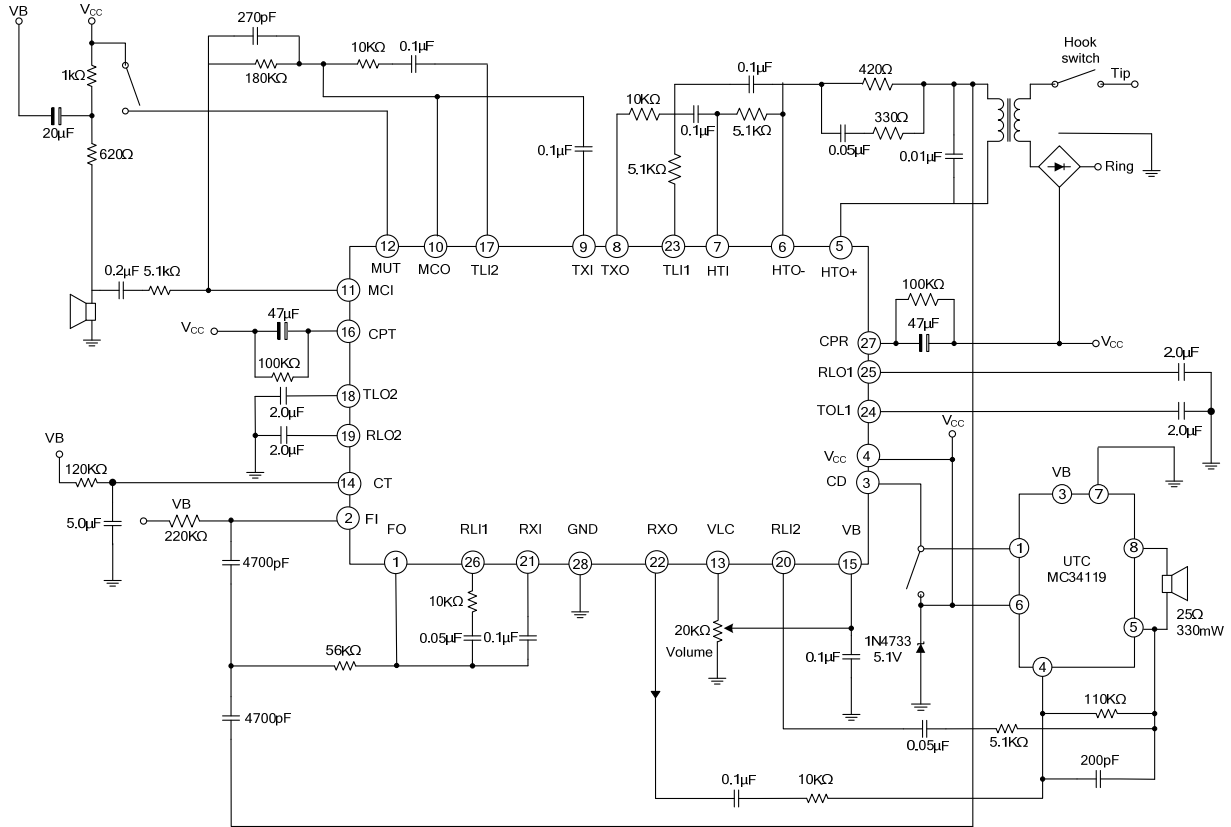 VB
VCC
270pF
1kΩ
180KΩ
10KΩ
0.1μF
20μF
620Ω
0.1μF
0.1μF
10KΩ
0.1μF
5.1KΩ
5.1KΩ
420Ω
330Ω
0.05μF
0.01μF
Hook
switch
Tip
Ring
12
10
17
9
8
23
7
6
5
MUT
MCO
TLI2
TXI
TXO
TLI1
HTI
HTO-
HTO+
0.2μF
5.1kΩ
11
MCI
VCC
47μF
16
CPT
100KΩ
18
TLO2
2.0μF
19
RLO2
2.0μF
VB
120KΩ
14
CT
5.0μF
VB
220KΩ
2
FI
4700pF
100KΩ
47μF
CPR
27
VCC
RLO1
25
2.0μF
TOL1
24
2.0μF
VCC
VCC
4
CD
3
FO
RLI1
RXI
GND
RXO
VLC
RLI2
VB
1
26
21
28
22
13
20
15
10KΩ
0.05μF
0.1μF
56KΩ
4700pF
20KΩ
Volume
0.1μF
1N4733
5.1V
VB
3
7
1
8
UTC
MC34119
6
5
4
25Ω
330mW
110KΩ
0.05μF
5.1KΩ
200pF
0.1μF
10KΩ